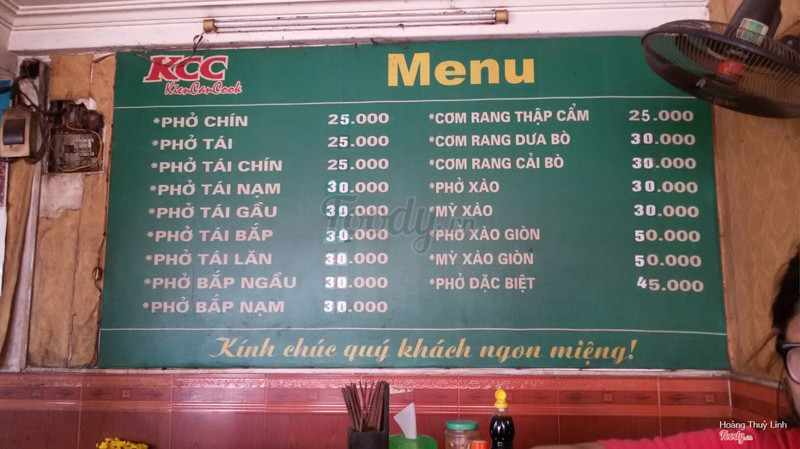 KCC
KienCanCook
Menu
*PHỞ CHÍN 25.000
*PHỞ TÁI 25.000
*PHỞ TÁI CHÍN 25.000
*PHỞ TÁI NẠM 30.000
*PHỞ TÁI GẦU 30.000
*PHỞ TÁI BẮP 30.000
*PHỞ TÁI LĂN 30.000
*PHỞ BẮP NGẦU 30.000
*PHỞ BẮP NẠM 30.000
*CƠM RANG THẬP CẨM 25.000
*CƠM RANG DƯA BÒ 30.000
*CƠM RANG CẢI BÒ 30.000
*PHỞ XÀO 30.000
*MỲ XÀO 30.000
*PHỞ XÀO GIÒN 50.000
*MỲ XÀO GIÒN 50.000
*PHỞ ĐẶC BIỆT 45.000
Kính chúc quý khách ngon miệng!
Foody.vn
Hoàng Thuỳ Linh
Foody.vn